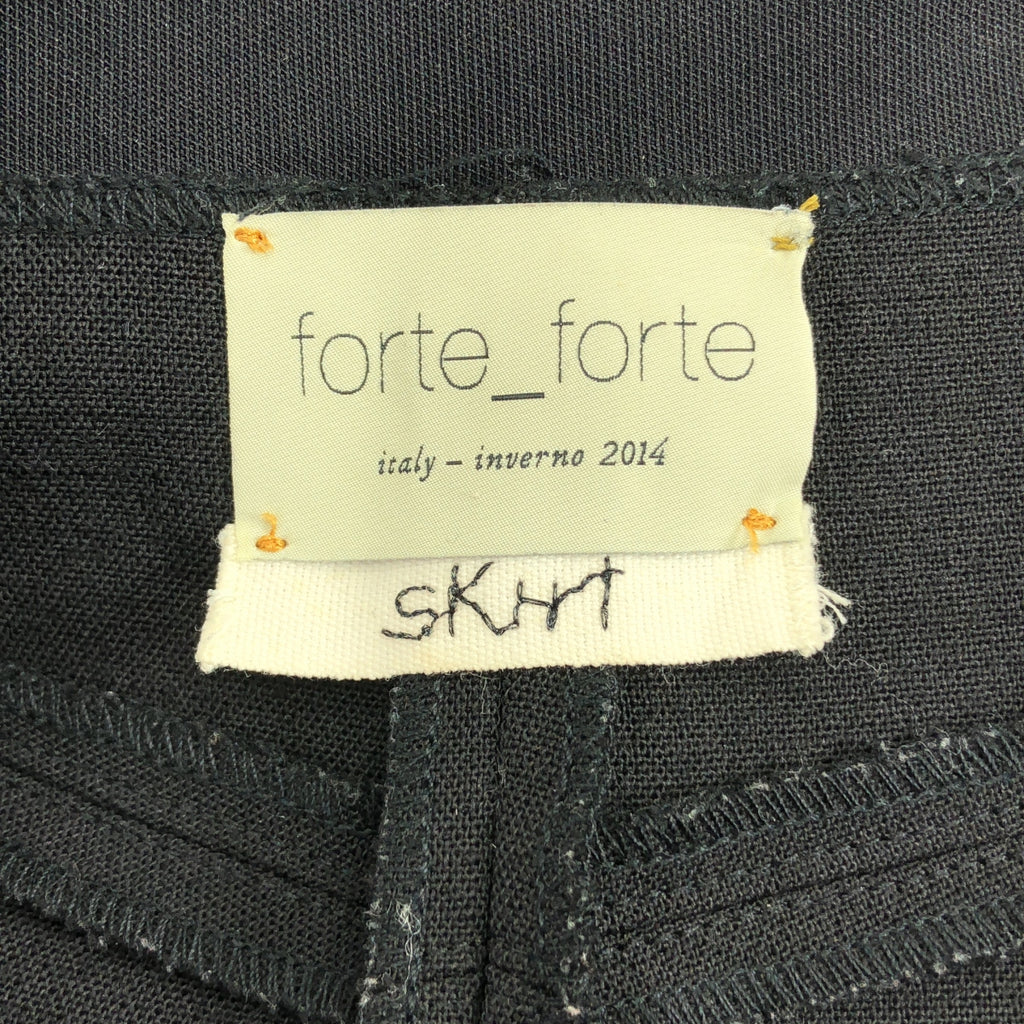 forte_forte
italy – inverno 2014
skirt